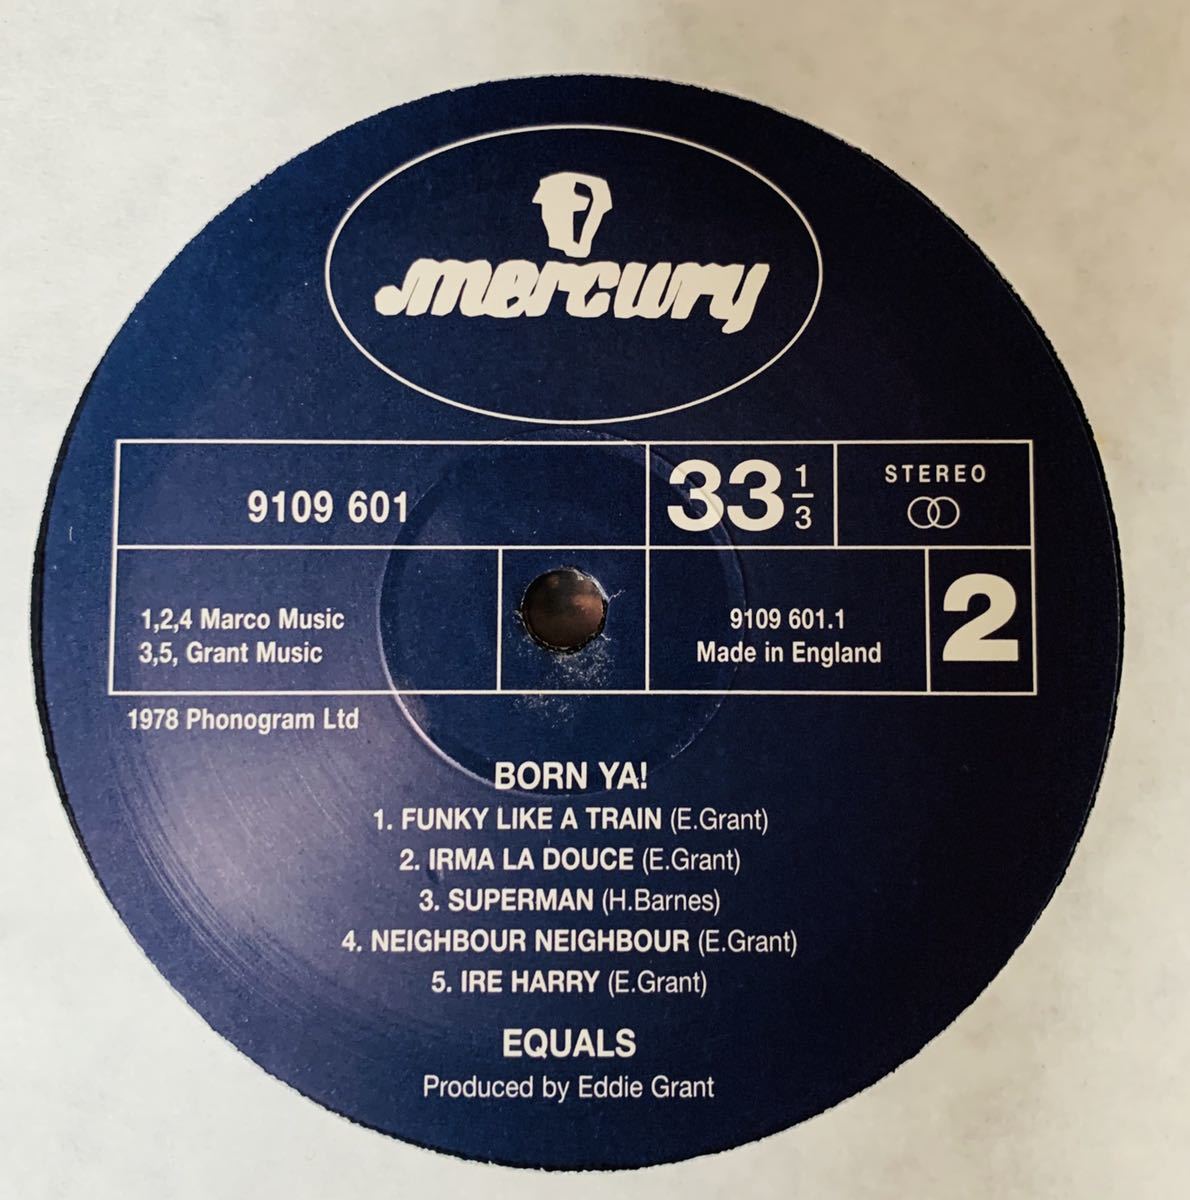 mercury
9109 601
33 1/3
STEREO
1,2,4 Marco Music
3,5, Grant Music
9109 601.1
Made in England
2
1978 Phonogram Ltd
BORN YA!
1. FUNKY LIKE A TRAIN (E.Grant)
2. IRMA LA DOUCE (E.Grant)
3. SUPERMAN (H.Barnes)
4. NEIGHBOUR NEIGHBOUR (E.Grant)
5. IRE HARRY (E.Grant)
EQUALS
Produced by Eddie Grant